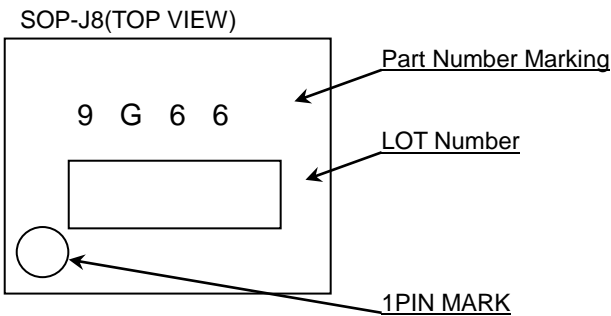 SOP-J8(TOP VIEW)
Part Number Marking
9 G 6 6
LOT Number
1PIN MARK